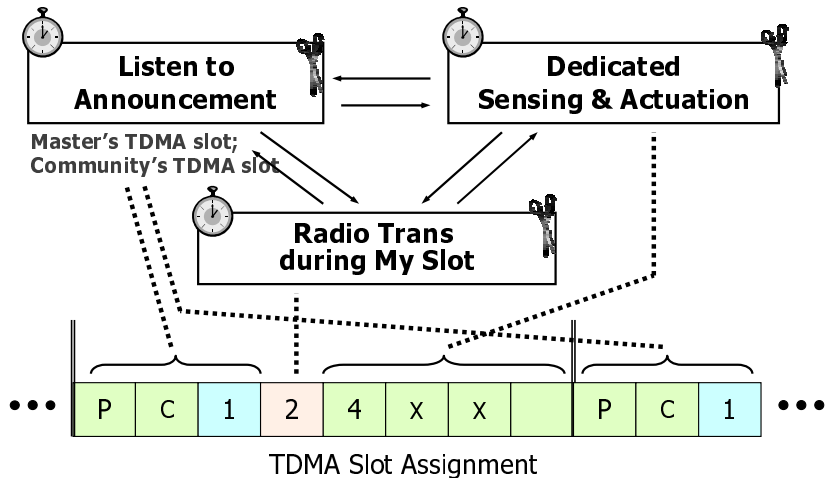 Listen to
Announcement
Dedicated
Sensing & Actuation
Master's TDMA slot;
Community's TDMA slot
Radio Trans
during My Slot
••• P C 1 2 4 x x P C 1 •••
TDMA Slot Assignment